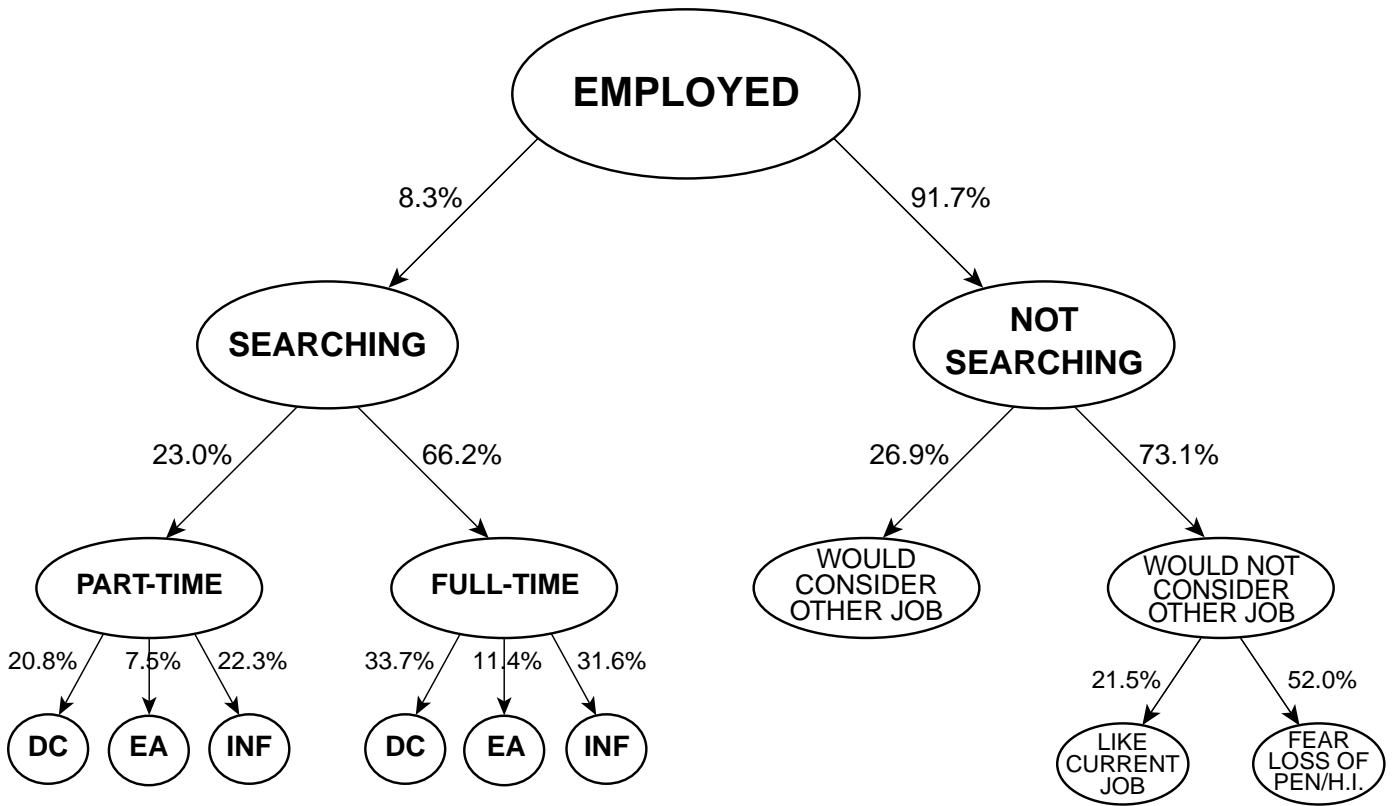 EMPLOYED
8.3%
91.7%
SEARCHING
NOT
SEARCHING
23.0%
66.2%
26.9%
73.1%
PART-TIME
FULL-TIME
WOULD
CONSIDER
OTHER JOB
WOULD NOT
CONSIDER
OTHER JOB
20.8%
7.5%
22.3%
33.7%
11.4%
31.6%
21.5%
52.0%
DC
EA
INF
DC
EA
INF
LIKE
CURRENT
JOB
FEAR
LOSS OF
PEN/H.I.